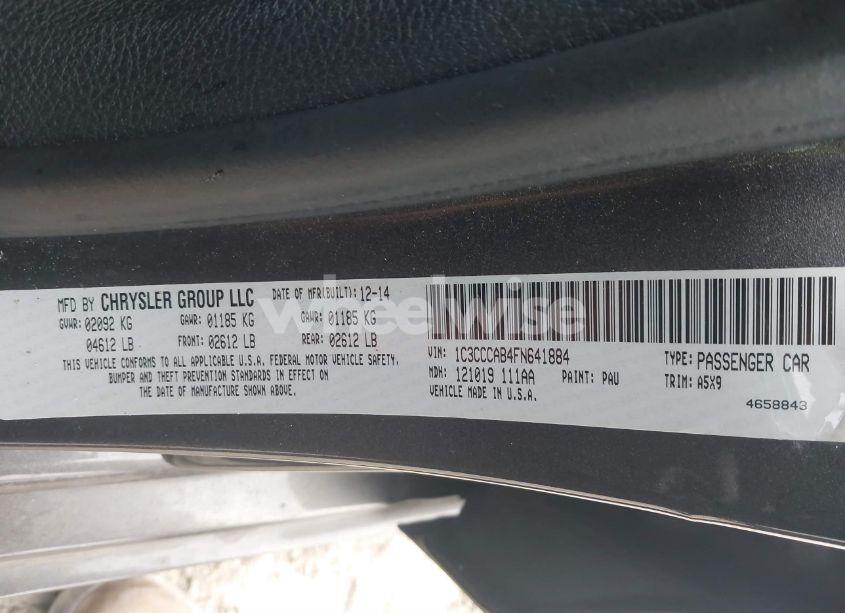 MFD BY CHRYSLER GROUP LLC DATE OF MFR(BUILT): 12-14
GVWR: 02092 KG GAWR: 01185 KG GAWR: 01185 KG
04612 LB FRONT: 02612 LB REAR: 02612 LB
THIS VEHICLE CONFORMS TO ALL APPLICABLE U.S.A. FEDERAL MOTOR VEHICLE SAFETY,
BUMPER AND THEFT PREVENTION STANDARDS IN EFFECT ON
THE DATE OF MANUFACTURE SHOWN ABOVE.
VIN: 1C3CCCAB4FN641884 TYPE: PASSENGER CAR
MDH: 121019 111AA PAINT: PAU TRIM: A5X9
VEHICLE MADE IN U.S.A.
4658843
wheelwise